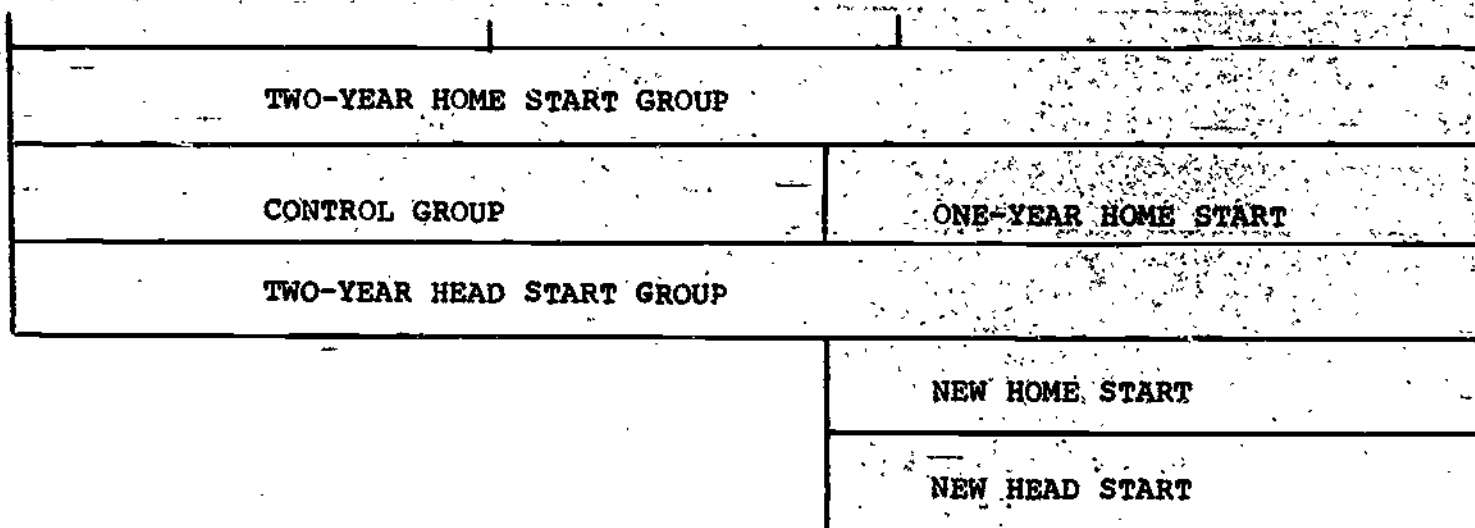 TWO-YEAR HOME START GROUP
CONTROL GROUP
ONE-YEAR HOME START
TWO-YEAR HEAD START GROUP
NEW HOME START
NEW HEAD START